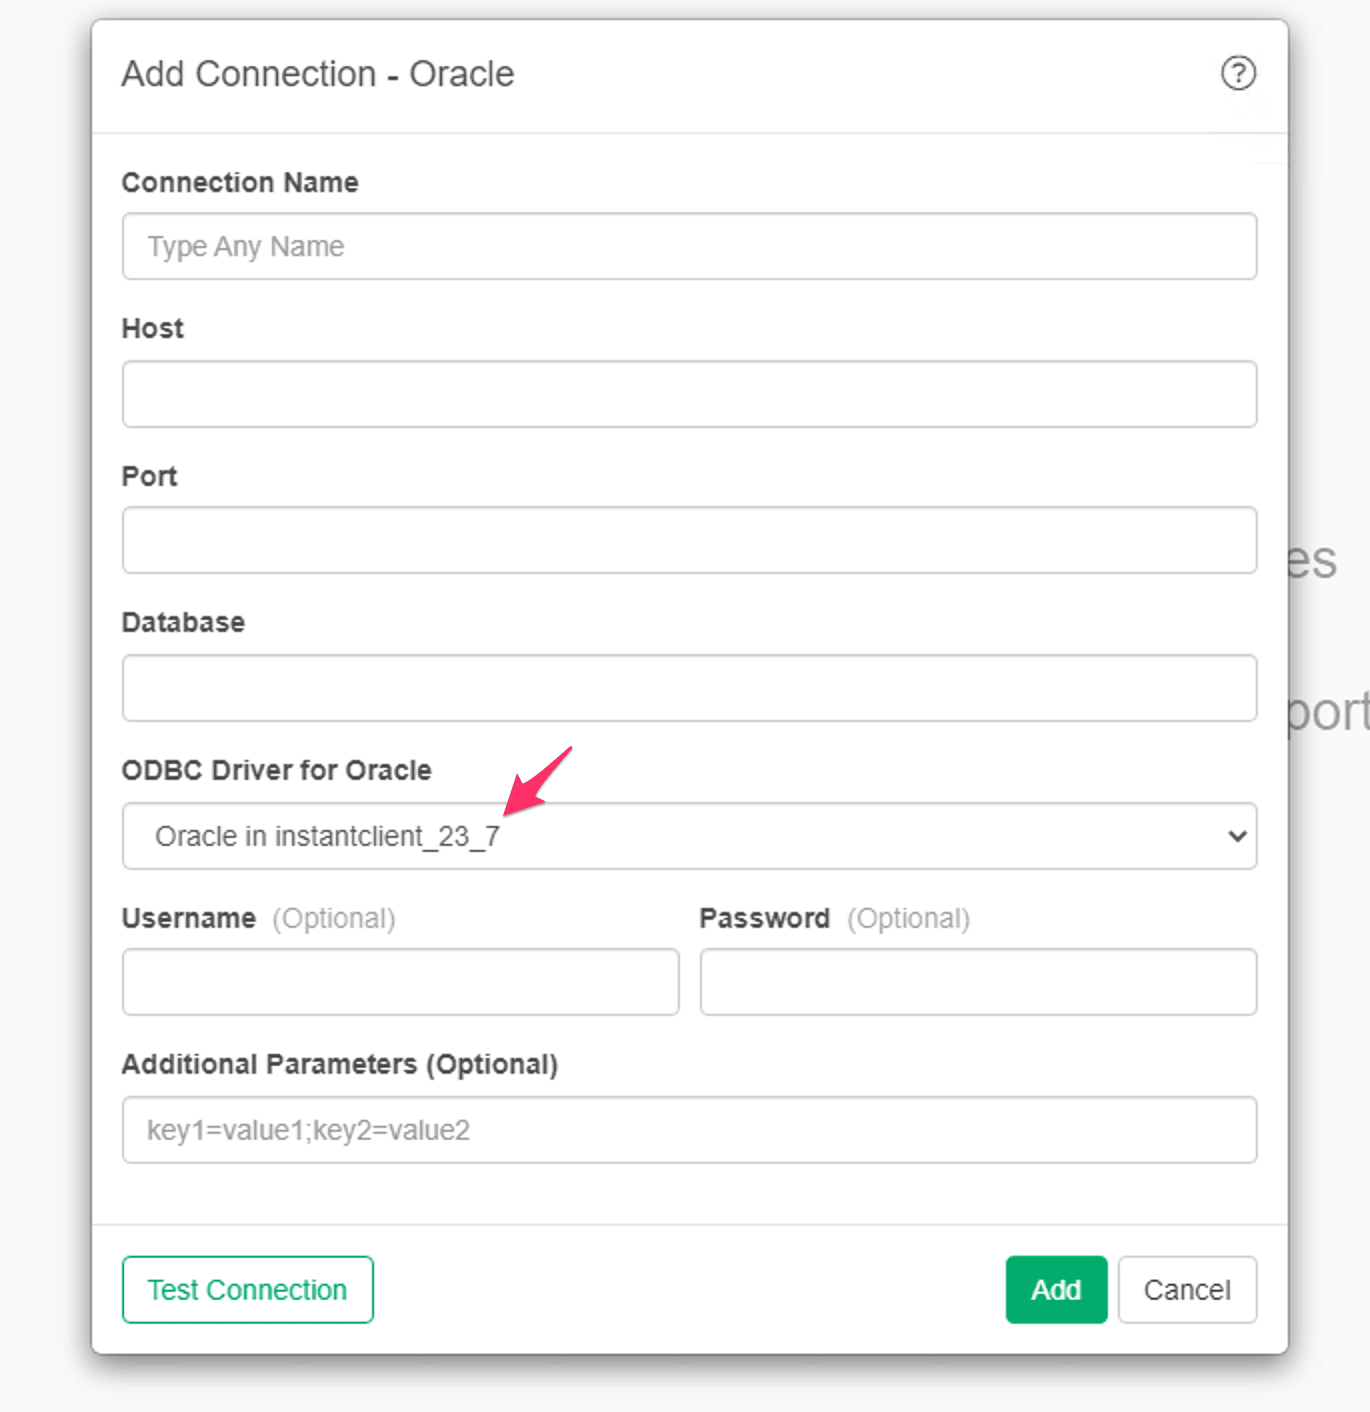 Add Connection - Oracle
?
Connection Name
Type Any Name
Host
Port
es
Database
port
ODBC Driver for Oracle
Oracle in instantclient_23_7
Username (Optional) Password (Optional)
Additional Parameters (Optional)
key1=value1;key2=value2
Test Connection Add Cancel